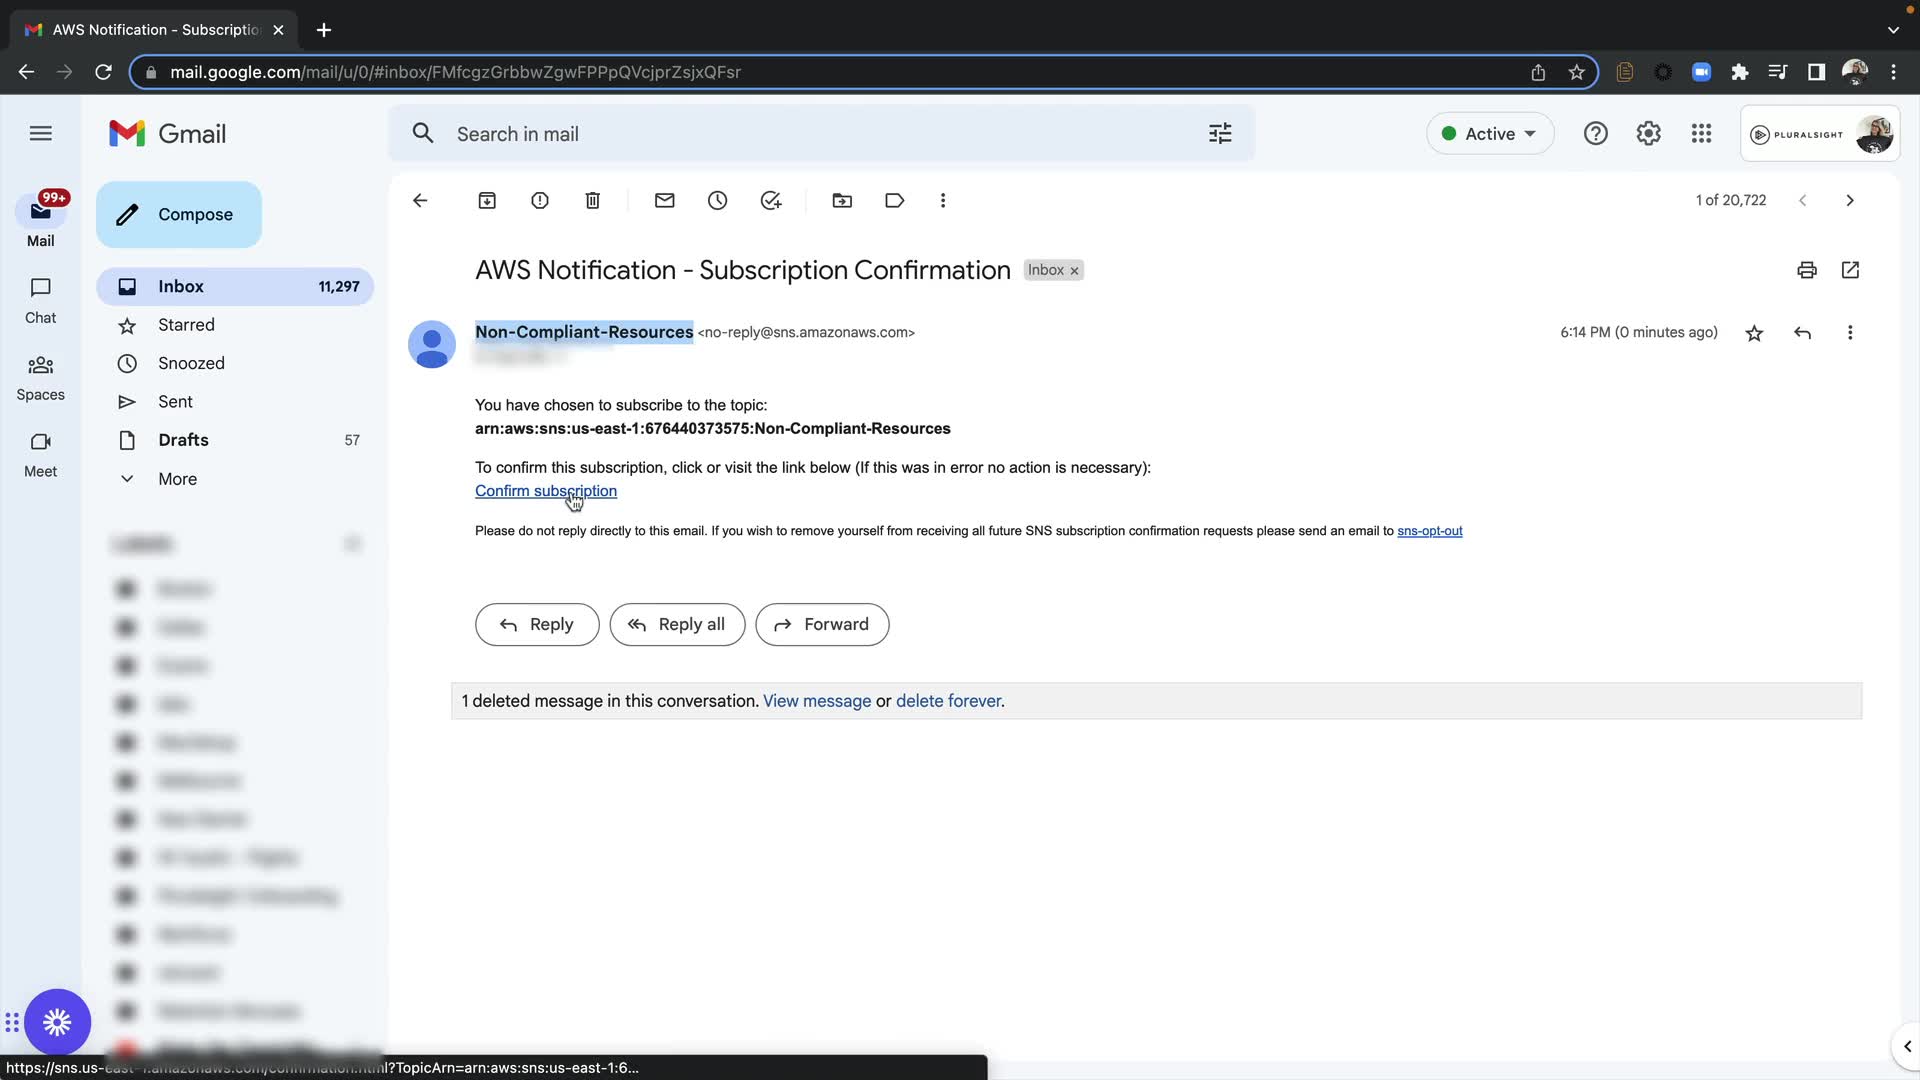 AWS Notification - Subscriptio
mail.google.com/mail/u/0/#inbox/FMfcgzGrbbwZgwFPPpQVcjprZsjxQFsr
Gmail
Search in mail
Active
PLURALSIGHT
99+
Mail
Chat
Spaces
Meet
Compose
Inbox 11,297
Starred
Snoozed
Sent
Drafts 57
More
1 of 20,722
AWS Notification - Subscription Confirmation
Inbox ×
Non-Compliant-Resources <no-reply@sns.amazonaws.com>
6:14 PM (0 minutes ago)
You have chosen to subscribe to the topic:
arn:aws:sns:us-east-1:676440373575:Non-Compliant-Resources
To confirm this subscription, click or visit the link below (If this was in error no action is necessary):
Confirm subscription
Please do not reply directly to this email. If you wish to remove yourself from receiving all future SNS subscription confirmation requests please send an email to sns-opt-out
Reply
Reply all
Forward
1 deleted message in this conversation. View message or delete forever.
https://sns.us-east-1.amazonaws.com/confirmation.html?TopicArn=arn:aws:sns:us-east-1:6...